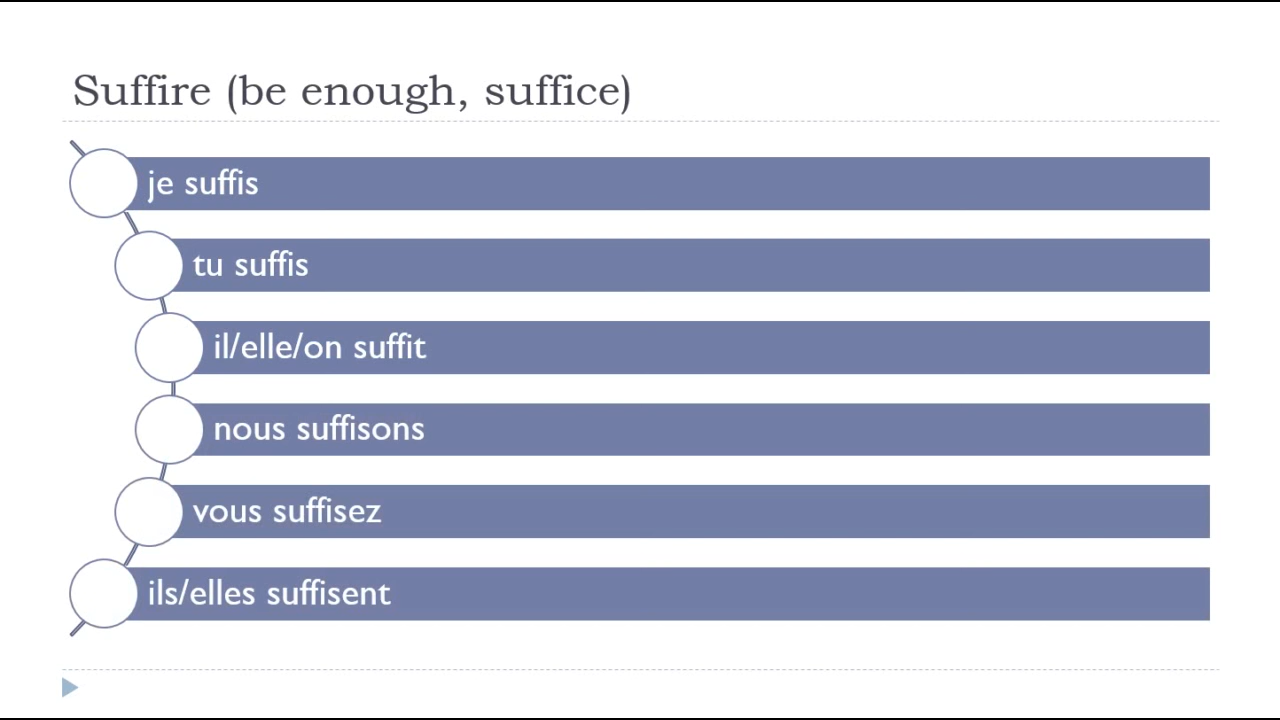 Suffire (be enough, suffice)
je suffis
tu suffis
il/elle/on suffit
nous suffisons
vous suffisez
ils/elles suffisent